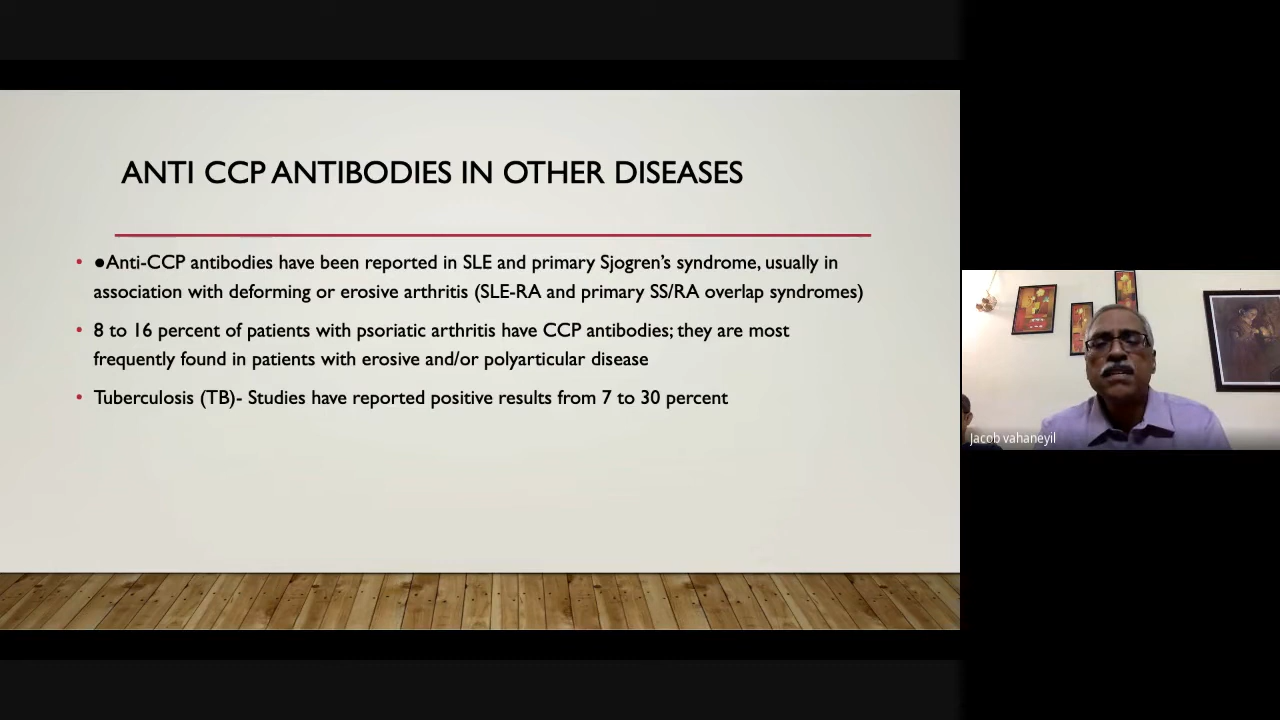 ANTI CCP ANTIBODIES IN OTHER DISEASES
• ●Anti-CCP antibodies have been reported in SLE and primary Sjogren’s syndrome, usually in
association with deforming or erosive arthritis (SLE-RA and primary SS/RA overlap syndromes)
• 8 to 16 percent of patients with psoriatic arthritis have CCP antibodies; they are most
frequently found in patients with erosive and/or polyarticular disease
• Tuberculosis (TB)- Studies have reported positive results from 7 to 30 percent
Jacob vahaneyil